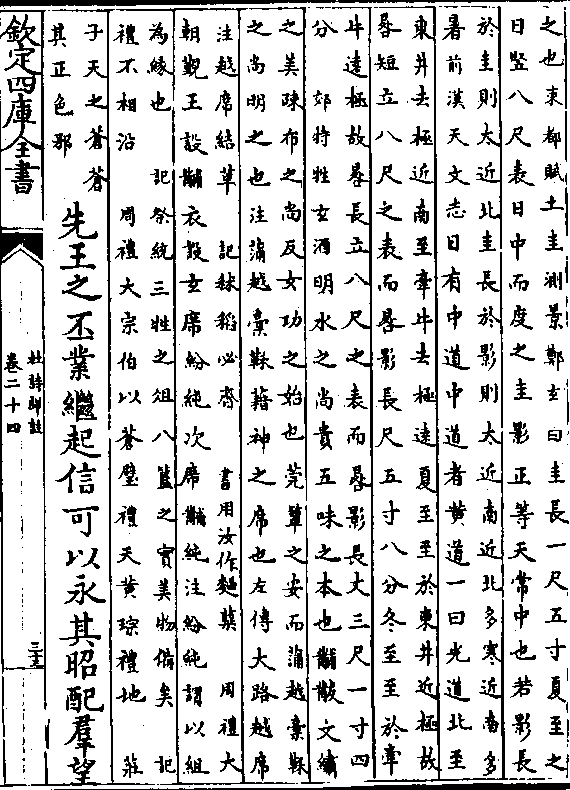 之也東都賦土圭測景鄭玄曰圭長一尺五寸夏至之
日竪八尺表日中而度之圭影正等天常中也若影長
於圭則太近北圭長於影則太近南近北多寒近南多
暑前漢天文志日有中道中道者黄道一曰光道北至
東井去極近南至牽牛去極逺夏至至於東井近極故
晷短立八尺之表而晷影長尺五寸八分冬至至於牽
牛逺極故晷長立八尺之表而晷影長丈三尺一寸四
分 郊特牲玄酒明水之尚貴五味之本也黼黻文繡
之美疎布之尚反女功之始也莞簟之安而蒲越藁鞂
之尚明之也注蒲越藁鞂藉神之席也左傳大路越席
注越席結草 記秫稻必齊 書用汝作麴蘖 周禮大
朝觀王設黼衣設玄席紛純次席黼純注紛純謂以組
為縁也 記祭統三牲之俎八簋之實美物備矣 記
禮不相沿 周禮大宗伯以蒼璧禮天黄琮禮地 莊
子天之蒼蒼
其正色邪
先王之丕業繼起信可以永其昭配羣望
欽定四庫全書
杜詩詳註
卷二十四
三十三